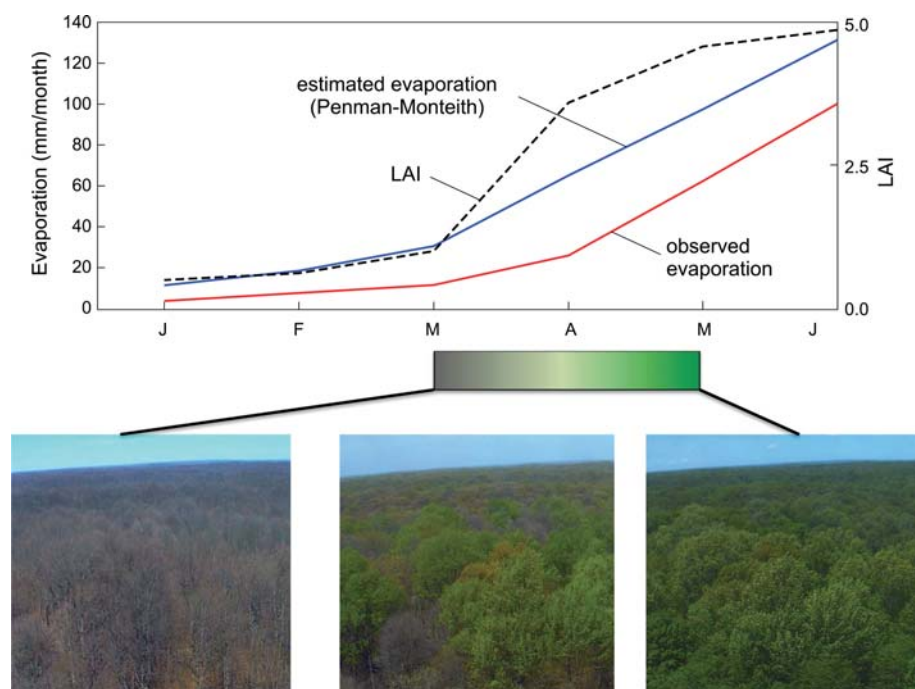 140
120
100
80
60
40
20
0
Evaporation (mm/month)
estimated evaporation
(Penman-Monteith)
LAI
observed
evaporation
5.0
2.5
0.0
LAI
J F M A M J